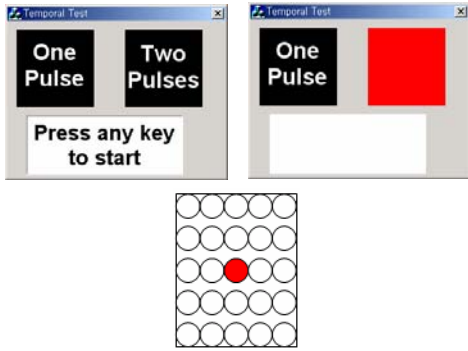 Temporal Test
One
Pulse
Two
Pulses
Press any key
to start
Temporal Test
One
Pulse